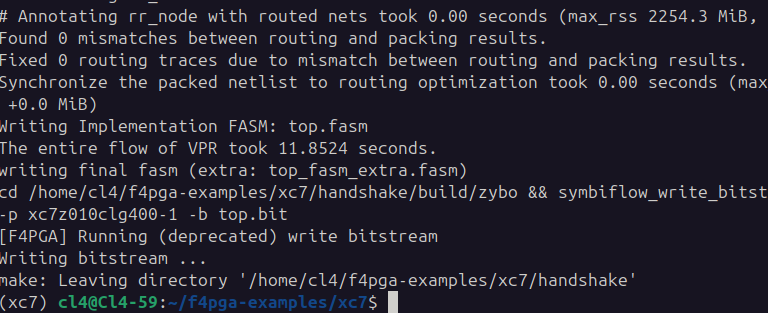 # Annotating rr_node with routed nets took 0.00 seconds (max_rss 2254.3 MiB,
Found 0 mismatches between routing and packing results.
Fixed 0 routing traces due to mismatch between routing and packing results.
Synchronize the packed netlist to routing optimization took 0.00 seconds (max
 +0.0 MiB)
Writing Implementation FASM: top.fasm
The entire flow of VPR took 11.8524 seconds.
writing final fasm (extra: top_fasm_extra.fasm)
cd /home/cl4/f4pga-examples/xc7/handshake/build/zybo && symbiflow_write_bitst
-p xc7z010clg400-1 -b top.bit
[F4PGA] Running (deprecated) write bitstream
Writing bitstream ...
make: Leaving directory '/home/cl4/f4pga-examples/xc7/handshake'
(xc7) cl4@Cl4-59:~/f4pga-examples/xc7$